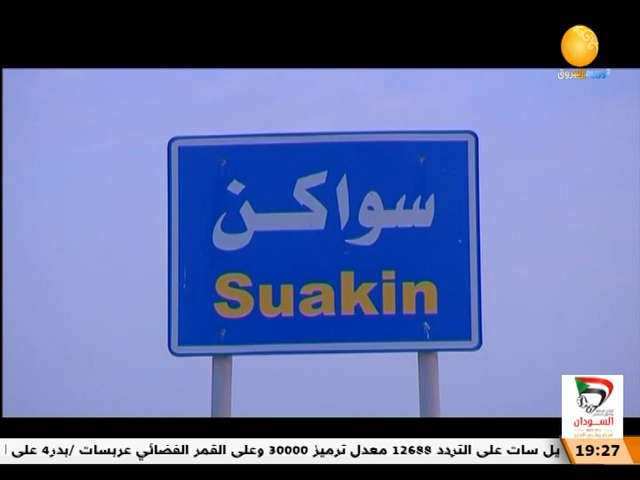 سواكن
Suakin
السودان
يل سات على التردد 12688 معدل ترميز 30000 وعلى القمر الفضائي عربسات /بدر4 على ا
19:27